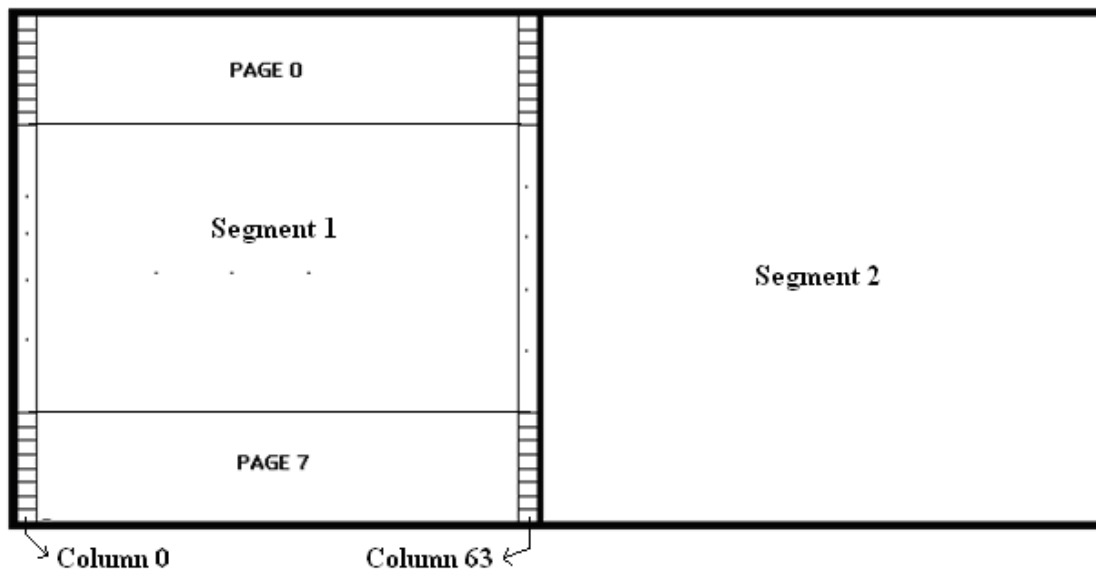 PAGE 0
Segment 1
Segment 2
PAGE 7
Column 0
Column 63